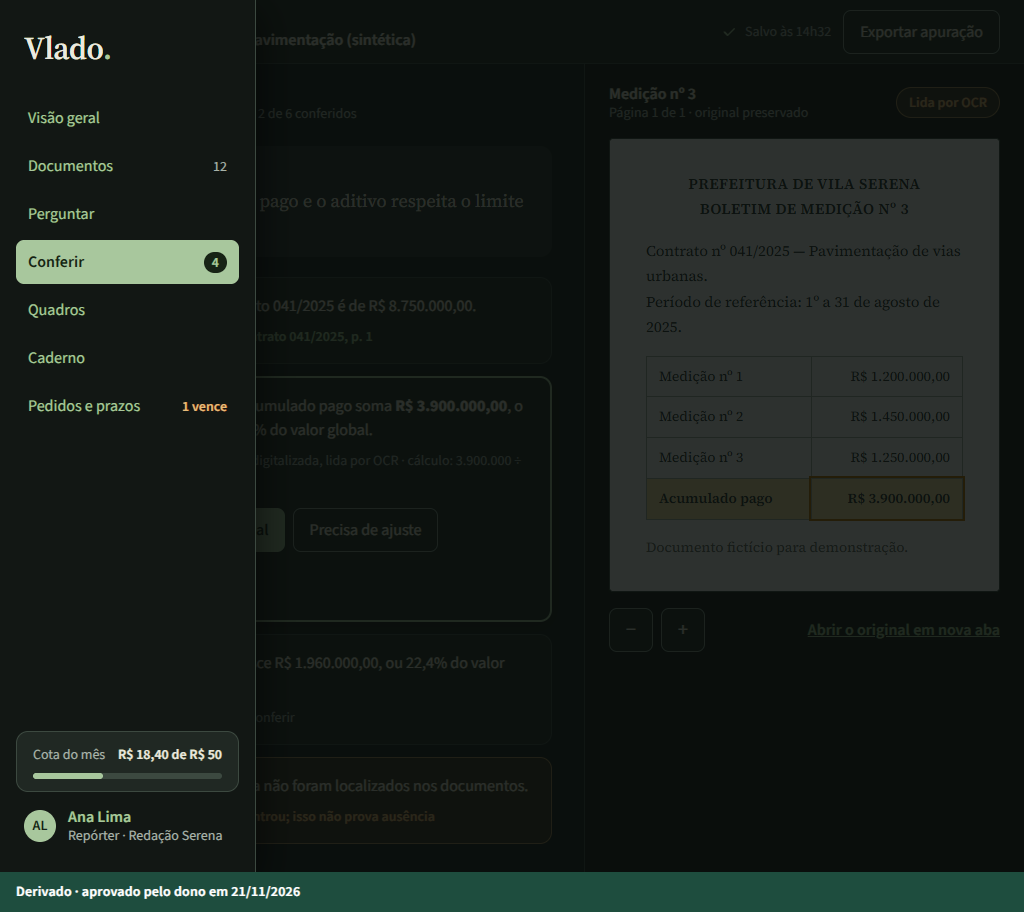 Vlado.
Visão geral
Documentos 12
Perguntar
Conferir 4
Quadros
Caderno
Pedidos e prazos 1 vence
Cota do mês R$ 18,40 de R$ 50
AL
Ana Lima
Repórter · Redação Serena
avimentação (sintética)
Salvo às 14h32
Exportar apuração
2 de 6 conferidos
pago e o aditivo respeita o limite
to 041/2025 é de R$ 8.750.000,00.
trato 041/2025, p. 1
umulado pago soma R$ 3.900.000,00, o
% do valor global.
digitalizada, lida por OCR · cálculo: 3.900.000 ÷
al
Precisa de ajuste
ce R$ 1.960.000,00, ou 22,4% do valor
onferir
a não foram localizados nos documentos.
ntrou; isso não prova ausência
Medição nº 3
Página 1 de 1 · original preservado
Lida por OCR
PREFEITURA DE VILA SERENA
BOLETIM DE MEDIÇÃO Nº 3
Contrato nº 041/2025 — Pavimentação de vias
urbanas.
Período de referência: 1º a 31 de agosto de
2025.
Medição nº 1 R$ 1.200.000,00
Medição nº 2 R$ 1.450.000,00
Medição nº 3 R$ 1.250.000,00
Acumulado pago R$ 3.900.000,00
Documento fictício para demonstração.
− +
Abrir o original em nova aba
Derivado · aprovado pelo dono em 21/11/2026